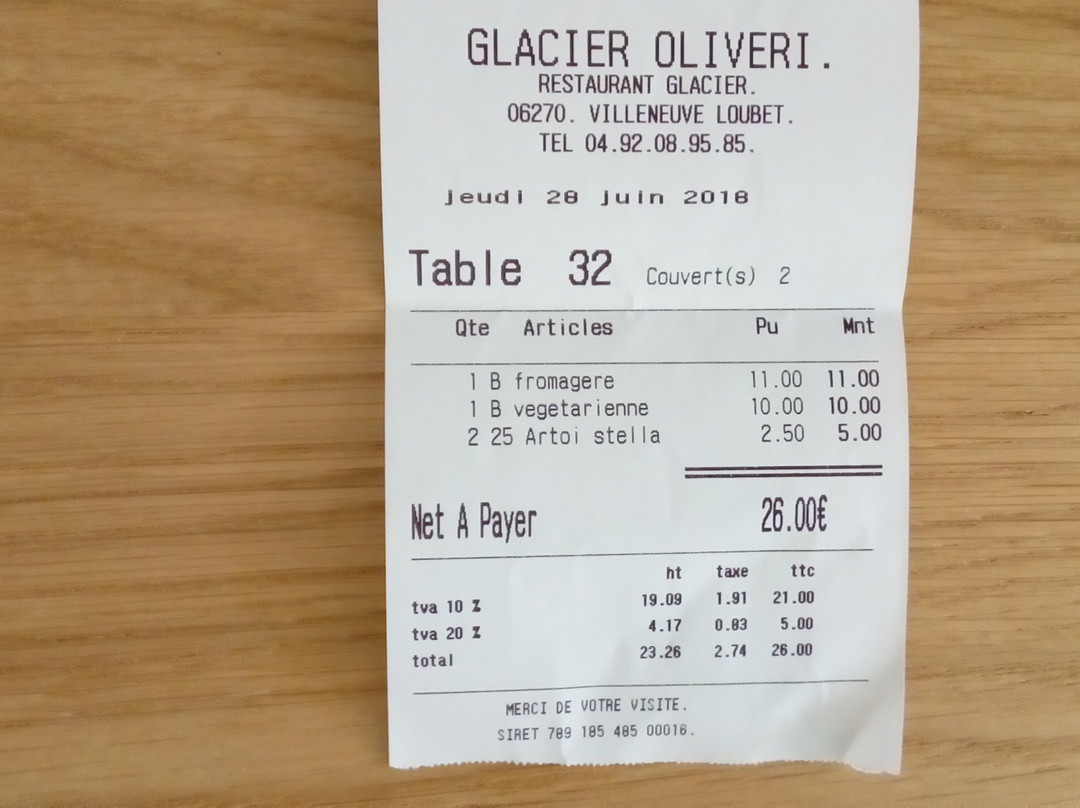 GLACIER OLIVERI.
RESTAURANT GLACIER.
06270. VILLENEUVE LOUBET.
TEL 04.92.08.95.85.
jeudi 28 juin 2018
Table 32 Couvert(s) 2
Qte Articles Pu Mnt
1 B fromagere 11.00 11.00
1 B vegetarienne 10.00 10.00
2 25 Artoi stella 2.50 5.00
Net A Payer 26.00€
ht taxe ttc
tva 10 % 19.09 1.91 21.00
tva 20 % 4.17 0.83 5.00
total 23.26 2.74 26.00
MERCI DE VOTRE VISITE.
SIRET 789 185 485 00016.